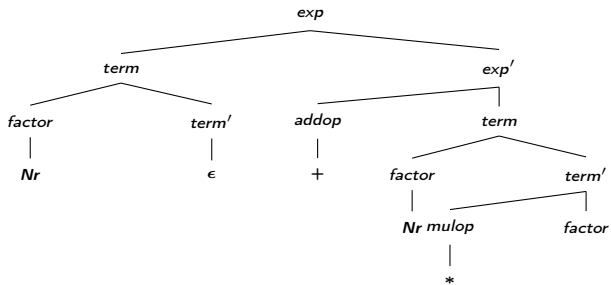 exp
term exp′
factor term′ addop term
Nr ϵ + factor term′
Nr mulop factor
*